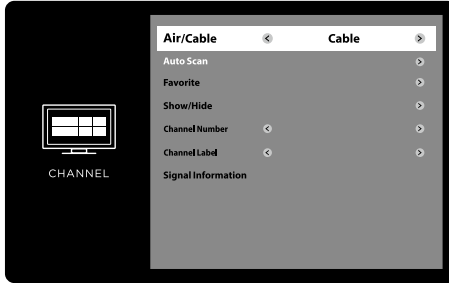 Air/Cable Cable
Auto Scan
Favorite
Show/Hide
Channel Number
Channel Label
CHANNEL
Signal Information